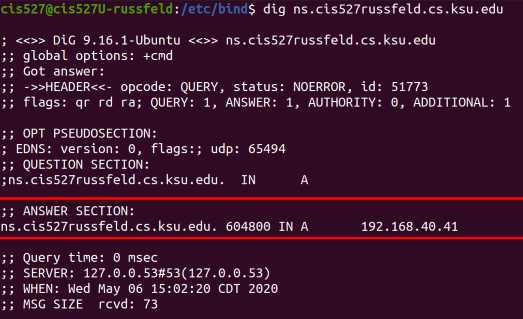 cis527@cis527U-russfeld:/etc/bind$ dig ns.cis527russfeld.cs.ksu.edu
; <<>> DiG 9.16.1-Ubuntu <<>> ns.cis527russfeld.cs.ksu.edu
;; global options: +cmd
;; Got answer:
;; ->>HEADER<<- opcode: QUERY, status: NOERROR, id: 51773
;; flags: qr rd ra; QUERY: 1, ANSWER: 1, AUTHORITY: 0, ADDITIONAL: 1
;; OPT PSEUDOSECTION:
; EDNS: version: 0, flags:; udp: 65494
;; QUESTION SECTION:
;ns.cis527russfeld.cs.ksu.edu. IN A
;; ANSWER SECTION:
ns.cis527russfeld.cs.ksu.edu. 604800 IN A 192.168.40.41
;; Query time: 0 msec
;; SERVER: 127.0.0.53#53(127.0.0.53)
;; WHEN: Wed May 06 15:02:20 CDT 2020
;; MSG SIZE rcvd: 73